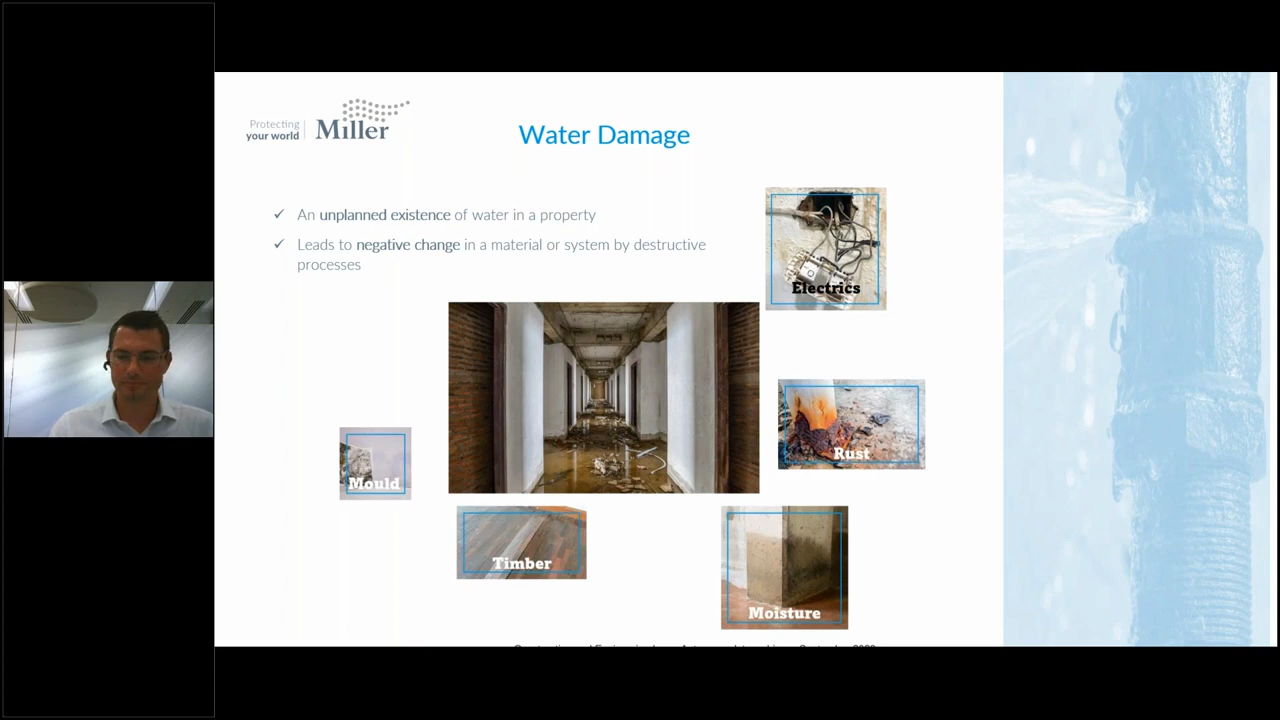 Protecting
your world
Miller
Water Damage
✓ An unplanned existence of water in a property
✓ Leads to negative change in a material or system by destructive
processes
Electrics
Rust
Mould
Timber
Moisture